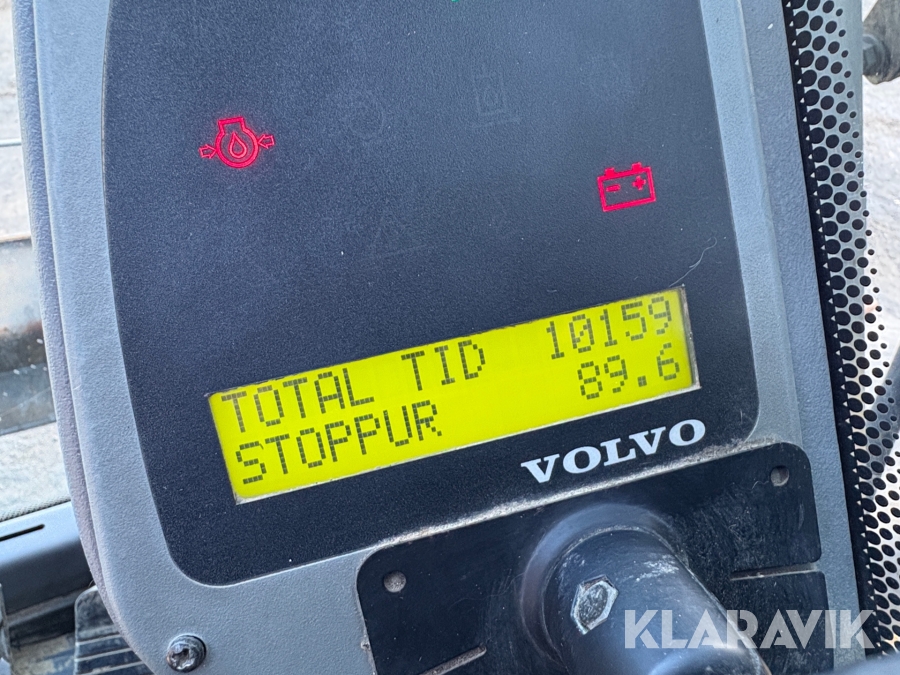 TOTAL TID 10159
STOPPUR 89.6
VOLVO
KLARAVIK